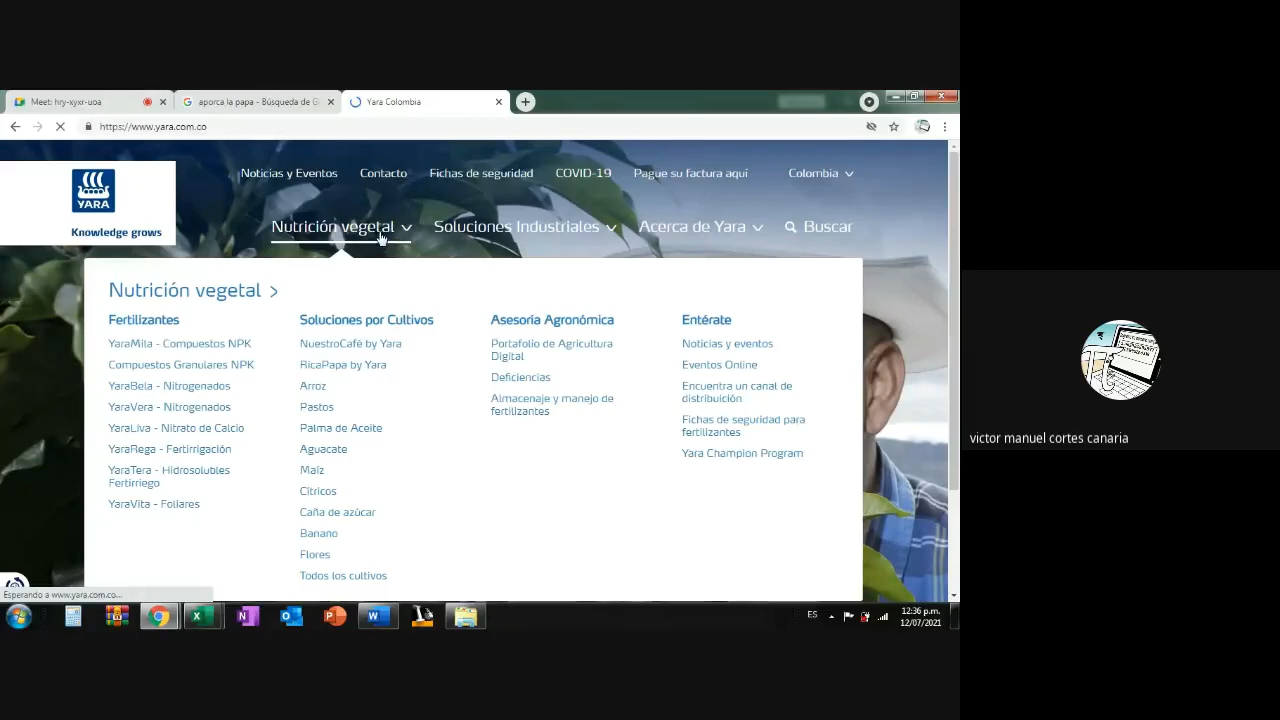 Meet: hry-xyxr-uoa
aporca la papa - Búsqueda de G
Yara Colombia
https://www.yara.com.co
YARA
Knowledge grows
Noticias y Eventos
Contacto
Fichas de seguridad
COVID-19
Pague su factura aquí
Colombia
Nutrición vegetal
Soluciones Industriales
Acerca de Yara
Buscar
Nutrición vegetal
Fertilizantes
YaraMila - Compuestos NPK
Compuestos Granulares NPK
YaraBela - Nitrogenados
YaraVera - Nitrogenados
YaraLiva - Nitrato de Calcio
YaraRega - Fertirrigación
YaraTera - Hidrosolubles
Fertirriego
YaraVita - Foliares
Soluciones por Cultivos
NuestroCafé by Yara
RicaPapa by Yara
Arroz
Pastos
Palma de Aceite
Aguacate
Maíz
Cítricos
Caña de azúcar
Banano
Flores
Todos los cultivos
Asesoría Agronómica
Portafolio de Agricultura
Digital
Deficiencias
Almacenaje y manejo de
fertilizantes
Entérate
Noticias y eventos
Eventos Online
Encuentra un canal de
distribuición
Fichas de seguridad para
fertilizantes
Yara Champion Program
Esperando a www.yara.com.co...
ES
12:36 p.m.
12/07/2021
victor manuel cortes canaria